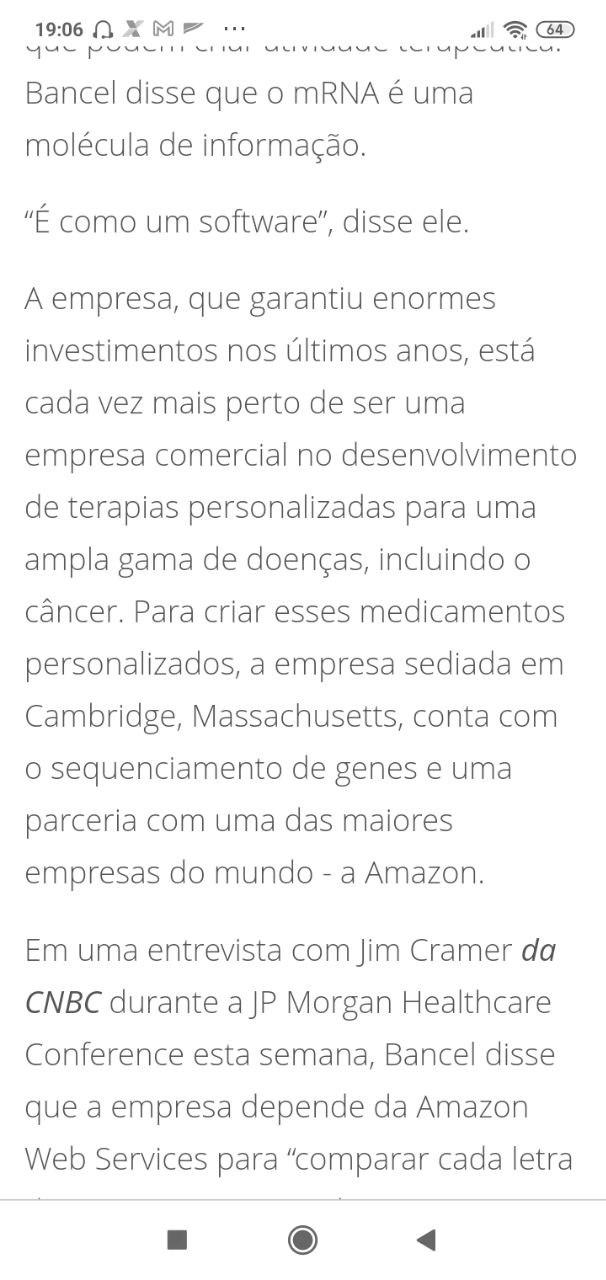 19:06
64
que podem criar atividade terapêutica.
Bancel disse que o mRNA é uma
molécula de informação.
“É como um software”, disse ele.
A empresa, que garantiu enormes
investimentos nos últimos anos, está
cada vez mais perto de ser uma
empresa comercial no desenvolvimento
de terapias personalizadas para uma
ampla gama de doenças, incluindo o
câncer. Para criar esses medicamentos
personalizados, a empresa sediada em
Cambridge, Massachusetts, conta com
o sequenciamento de genes e uma
parceria com uma das maiores
empresas do mundo - a Amazon.
Em uma entrevista com Jim Cramer da
CNBC durante a JP Morgan Healthcare
Conference esta semana, Bancel disse
que a empresa depende da Amazon
Web Services para “comparar cada letra